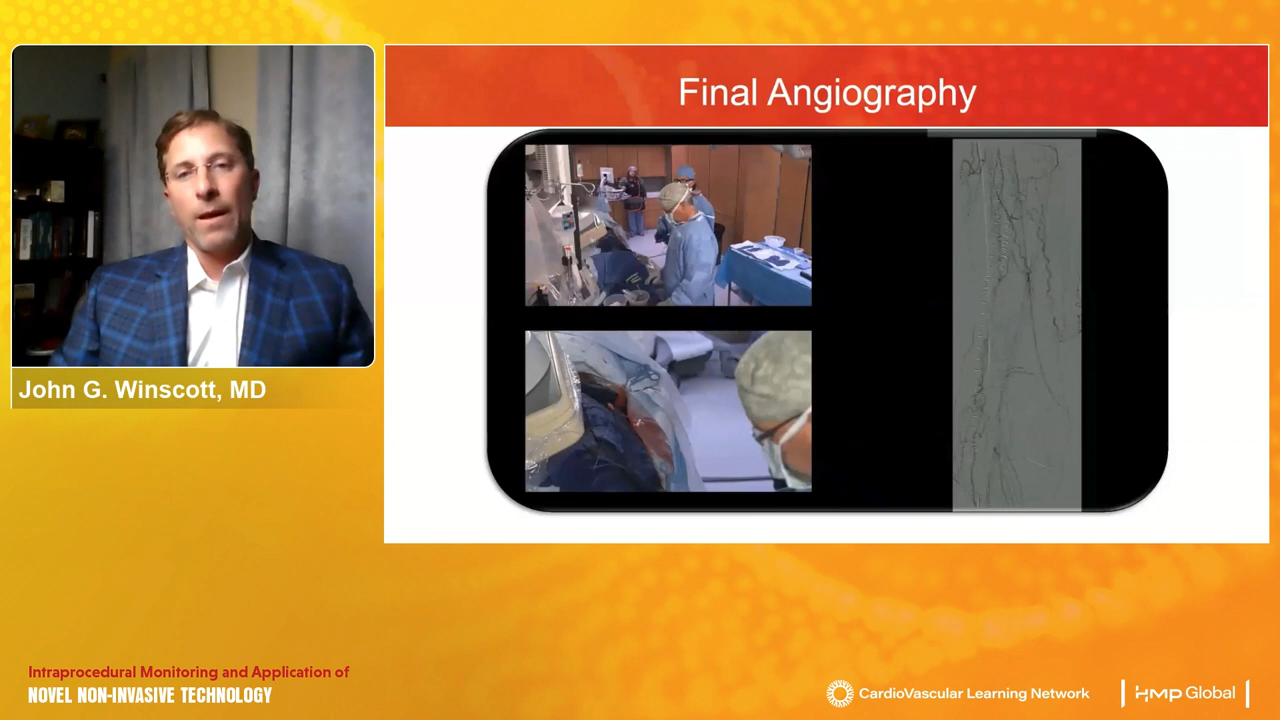 Final Angiography
John G. Winscott, MD
Intraprocedural Monitoring and Application of
NOVEL NON-INVASIVE TECHNOLOGY
CardioVascular Learning Network
HMP Global